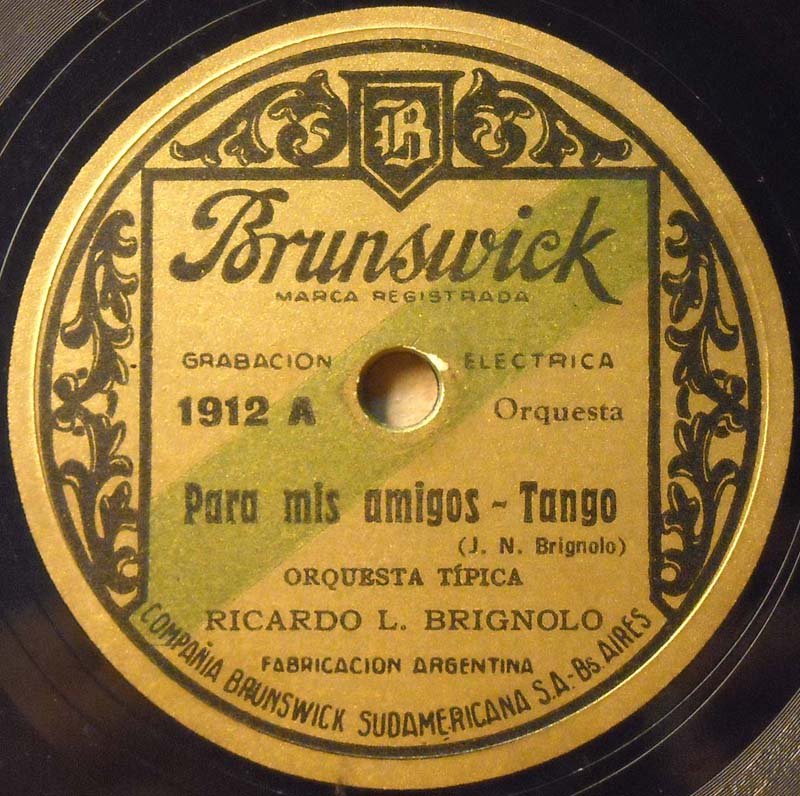 B
Brunswick
MARCA REGISTRADA
GRABACION ELECTRICA
1912 A Orquesta
Para mis amigos - Tango
(J. N. Brignolo)
ORQUESTA TÍPICA
RICARDO L. BRIGNOLO
FABRICACION ARGENTINA
COMPAÑIA BRUNSWICK SUDAMERICANA S.A.-Bs. AIRES